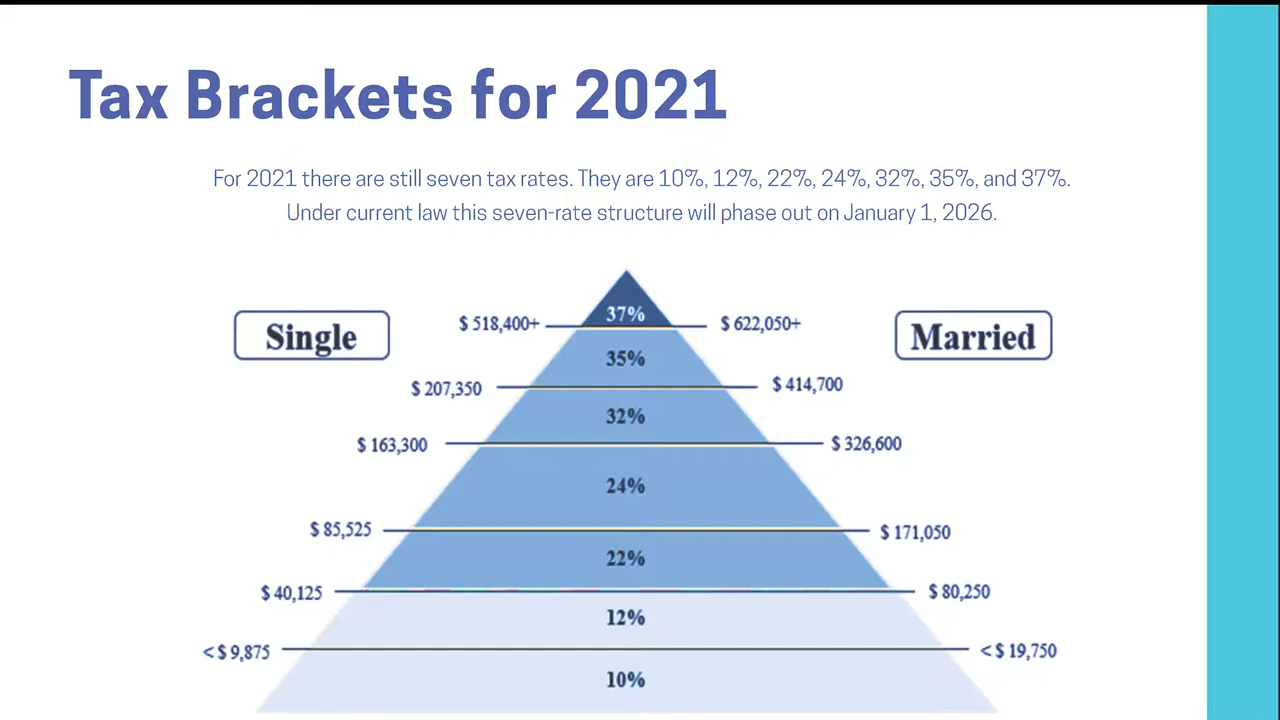 Tax Brackets for 2021
For 2021 there are still seven tax rates. They are 10%, 12%, 22%, 24%, 32%, 35%, and 37%.
Under current law this seven-rate structure will phase out on January 1, 2026.
Single
Married
$ 518,400+ 37% $ 622,050+
35%
$ 207,350 $ 414,700
32%
$ 163,300 $ 326,600
24%
$ 85,525 $ 171,050
22%
$ 40,125 $ 80,250
12%
< $ 9,875 < $ 19,750
10%